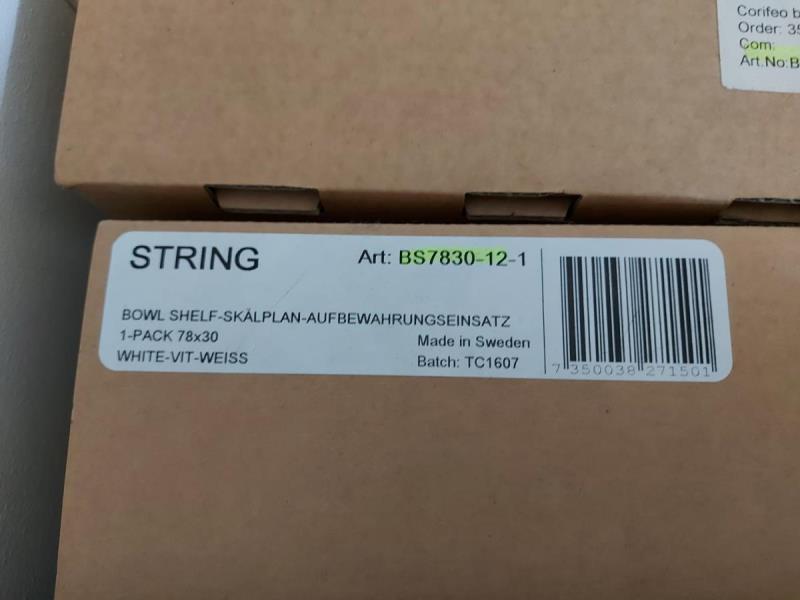 Corifeo b
Order: 35
Com:
Art.No:B
STRING
Art: BS7830-12-1
BOWL SHELF-SKÅLPLAN-AUFBEWAHRUNGSEINSATZ
1-PACK 78x30
WHITE-VIT-WEISS
Made in Sweden
Batch: TC1607
7 350038 271501